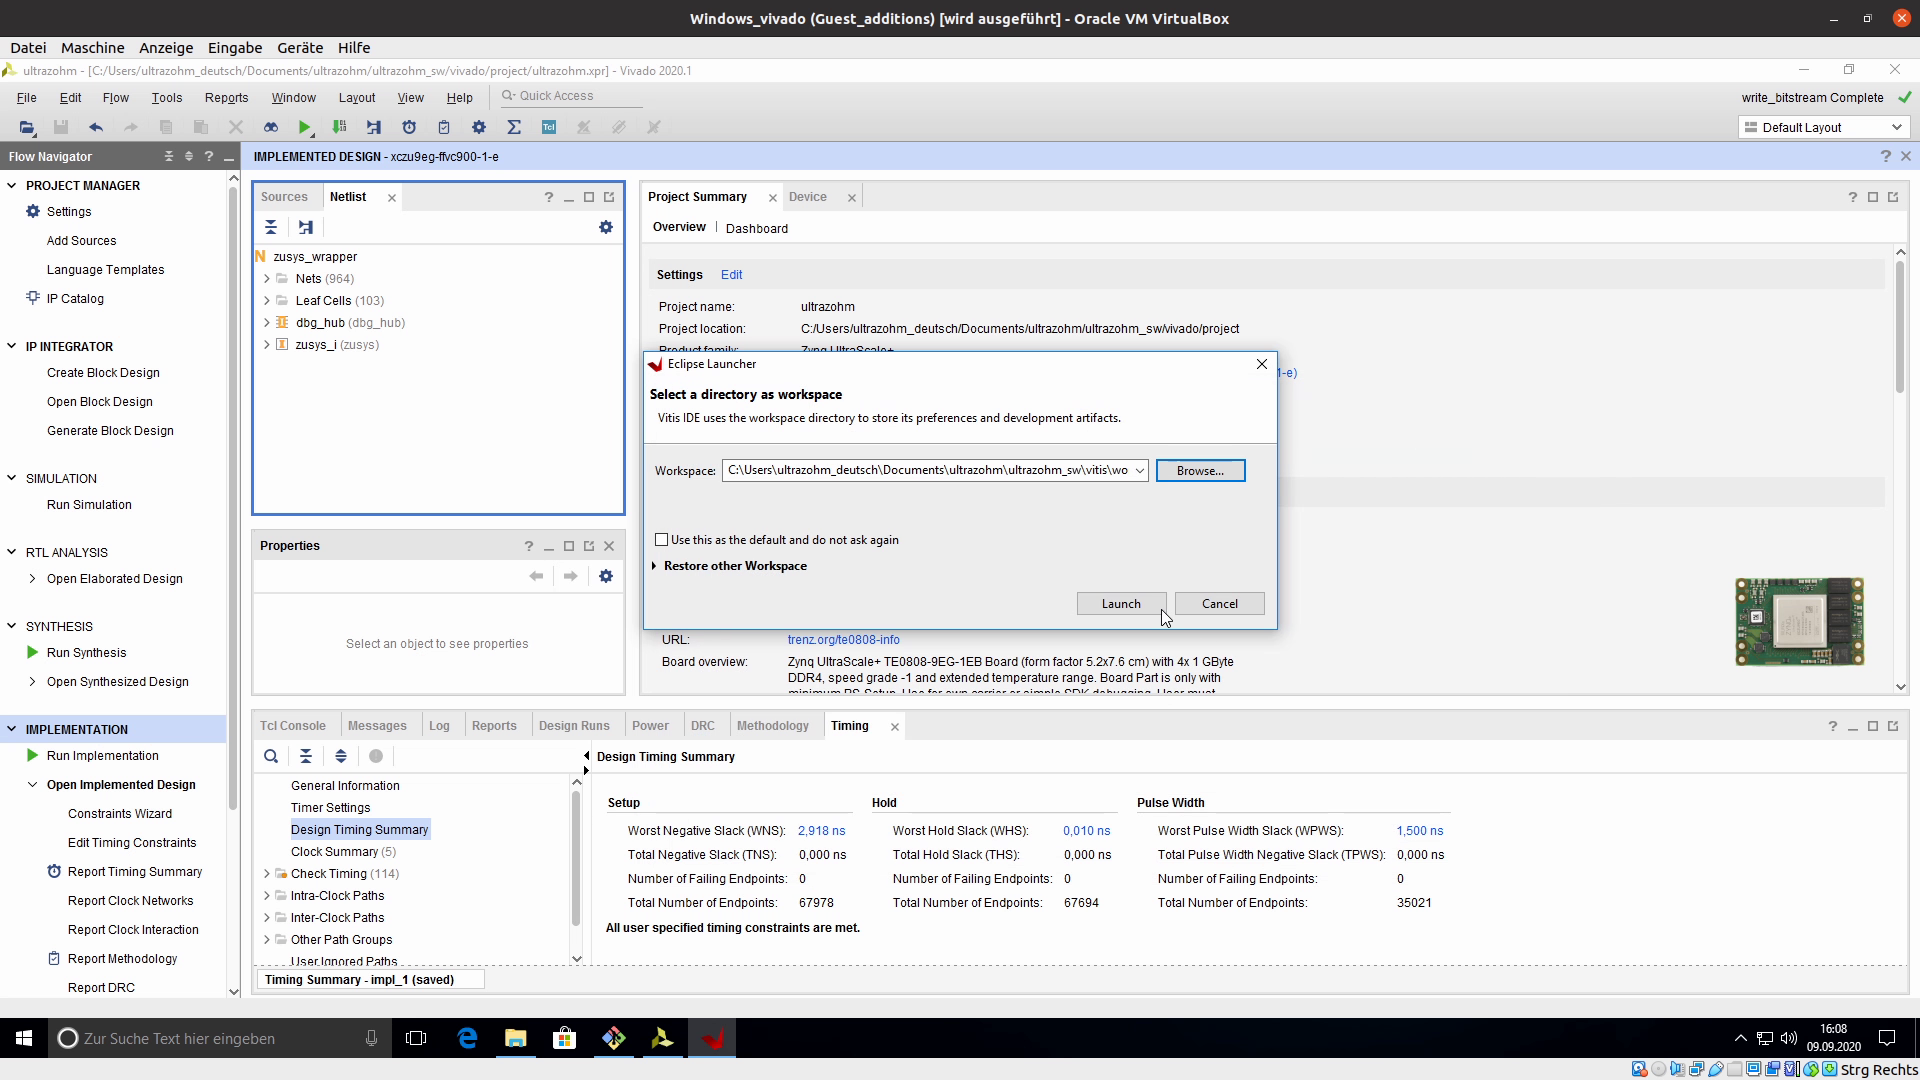 Windows_vivado (Guest_additions) [wird ausgeführt] - Oracle VM VirtualBox
Datei Maschine Anzeige Eingabe Geräte Hilfe
ultrazohm - [C:/Users/ultrazohm_deutsch/Documents/ultrazohm/ultrazohm_sw/vivado/project/ultrazohm.xpr] - Vivado 2020.1
File Edit Flow Tools Reports Window Layout View Help Quick Access
write_bitstream Complete
Default Layout
Flow Navigator
IMPLEMENTED DESIGN - xczu9eg-ffvc900-1-e
PROJECT MANAGER
Settings
Add Sources
Language Templates
IP Catalog
IP INTEGRATOR
Create Block Design
Open Block Design
Generate Block Design
SIMULATION
Run Simulation
RTL ANALYSIS
Open Elaborated Design
SYNTHESIS
Run Synthesis
Open Synthesized Design
IMPLEMENTATION
Run Implementation
Open Implemented Design
Constraints Wizard
Edit Timing Constraints
Report Timing Summary
Report Clock Networks
Report Clock Interaction
Report Methodology
Report DRC
Sources Netlist
N zusys_wrapper
Nets (964)
Leaf Cells (103)
dbg_hub (dbg_hub)
zusys_i (zusys)
Properties
Select an object to see properties
Project Summary Device
Overview Dashboard
Settings Edit
Project name: ultrazohm
Project location: C:/Users/ultrazohm_deutsch/Documents/ultrazohm/ultrazohm_sw/vivado/project
Product family: Zynq UltraScale+
1-e)
Eclipse Launcher
Select a directory as workspace
Vitis IDE uses the workspace directory to store its preferences and development artifacts.
Workspace: C:\Users\ultrazohm_deutsch\Documents\ultrazohm\ultrazohm_sw\vitis\wo Browse...
Use this as the default and do not ask again
Restore other Workspace
Launch Cancel
URL: trenz.org/te0808-info
Board overview: Zynq UltraScale+ TE0808-9EG-1EB Board (form factor 5.2x7.6 cm) with 4x 1 GByte
DDR4, speed grade -1 and extended temperature range. Board Part is only with
minimum PS Setup. Use for own carrier or simple SDK debugging. User must
Tcl Console Messages Log Reports Design Runs Power DRC Methodology Timing
General Information
Timer Settings
Design Timing Summary
Clock Summary (5)
Check Timing (114)
Intra-Clock Paths
Inter-Clock Paths
Other Path Groups
User Ignored Paths
Design Timing Summary
Setup Hold Pulse Width
Worst Negative Slack (WNS): 2,918 ns Worst Hold Slack (WHS): 0,010 ns Worst Pulse Width Slack (WPWS): 1,500 ns
Total Negative Slack (TNS): 0,000 ns Total Hold Slack (THS): 0,000 ns Total Pulse Width Negative Slack (TPWS): 0,000 ns
Number of Failing Endpoints: 0 Number of Failing Endpoints: 0 Number of Failing Endpoints: 0
Total Number of Endpoints: 67978 Total Number of Endpoints: 67694 Total Number of Endpoints: 35021
All user specified timing constraints are met.
Timing Summary - impl_1 (saved)
Zur Suche Text hier eingeben
16:08
09.09.2020
Strg Rechts